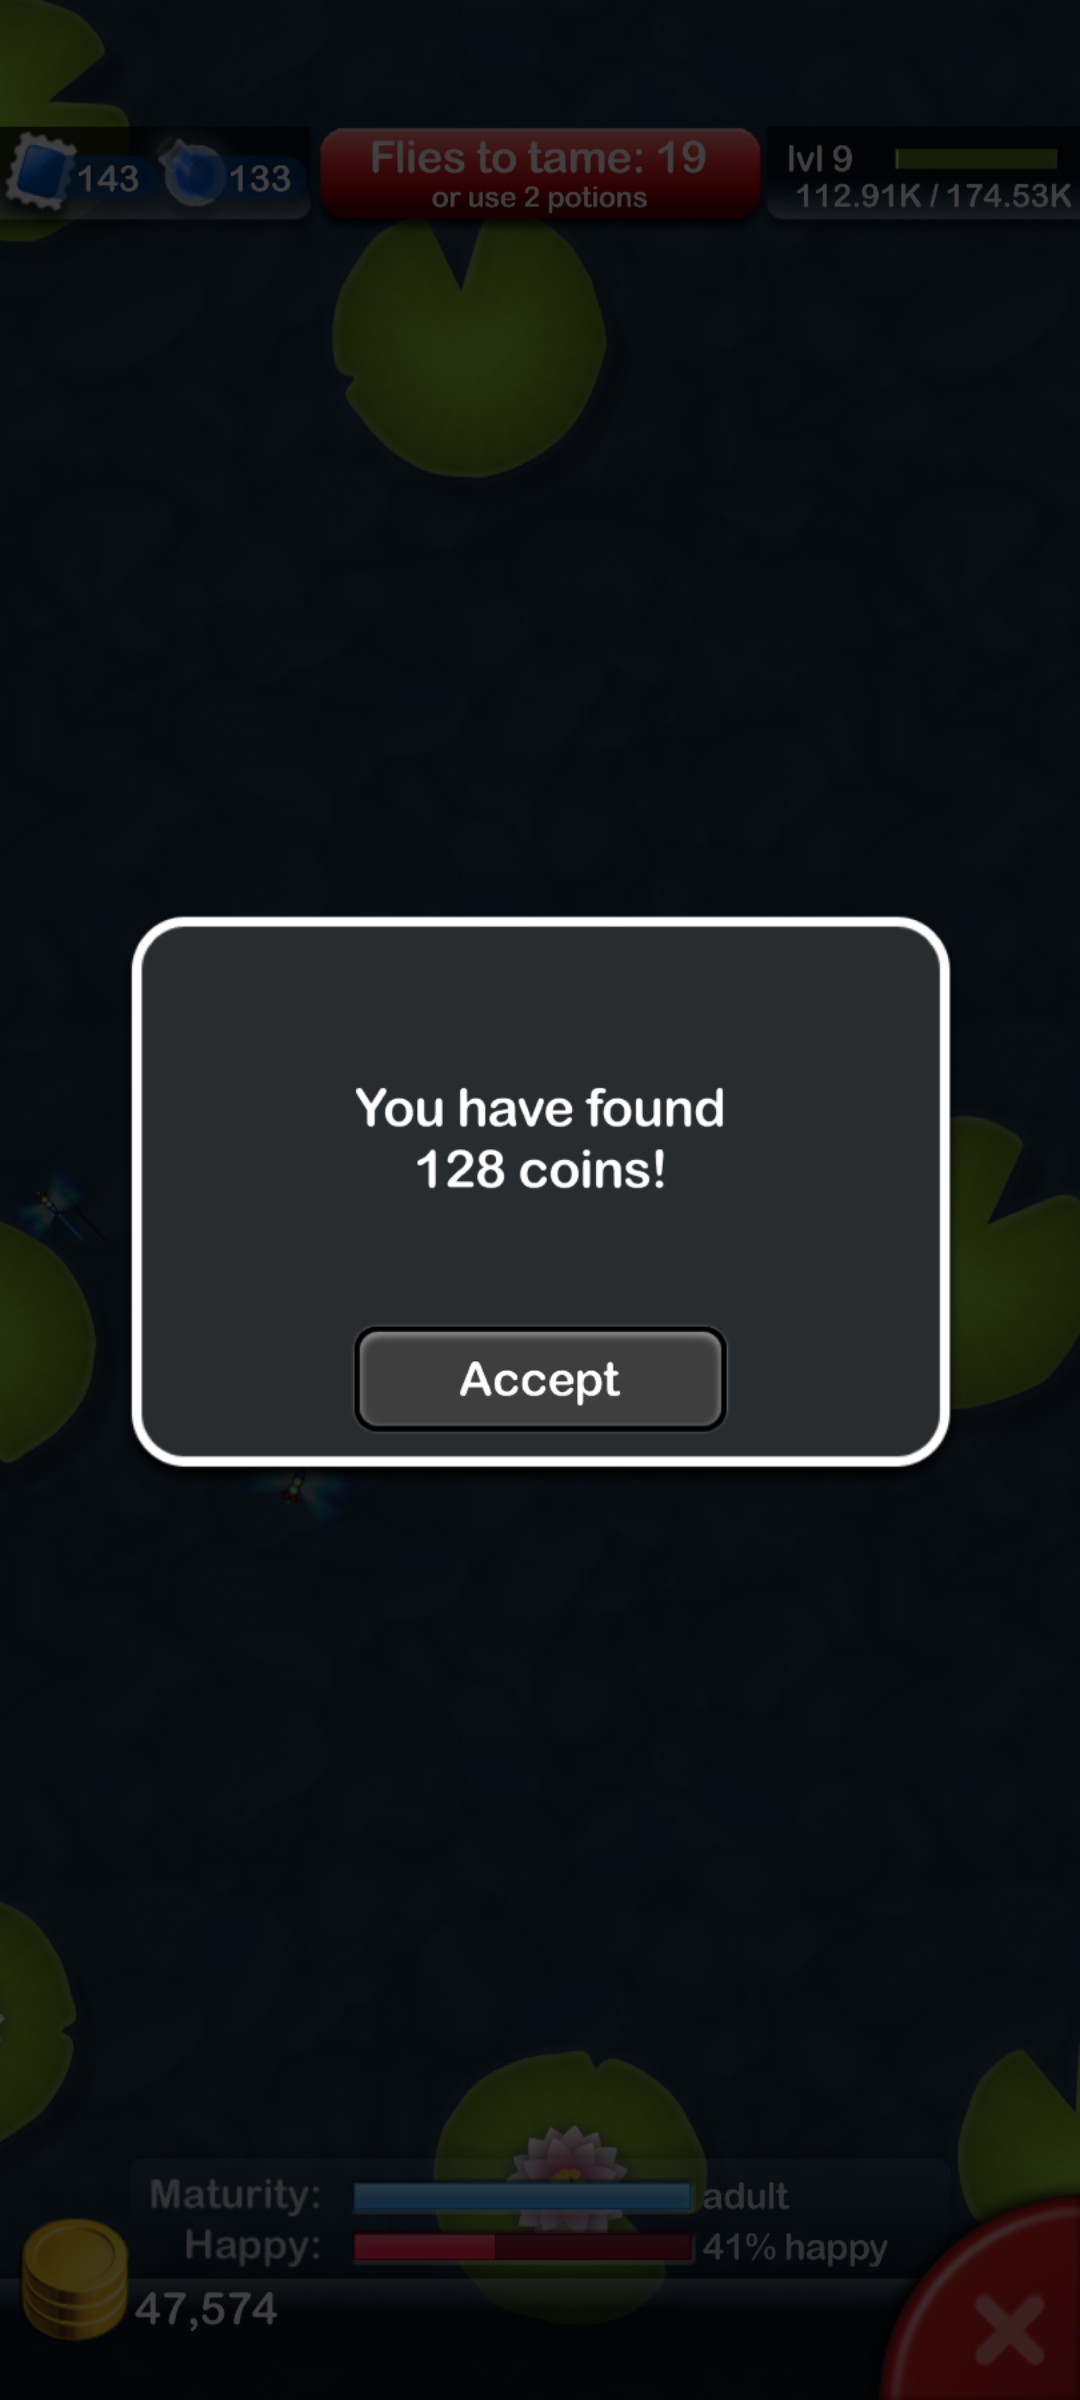 143
133
Flies to tame: 19
or use 2 potions
lvl 9
112.91K / 174.53K
You have found
128 coins!
Accept
Maturity:
adult
Happy:
41% happy
47,574